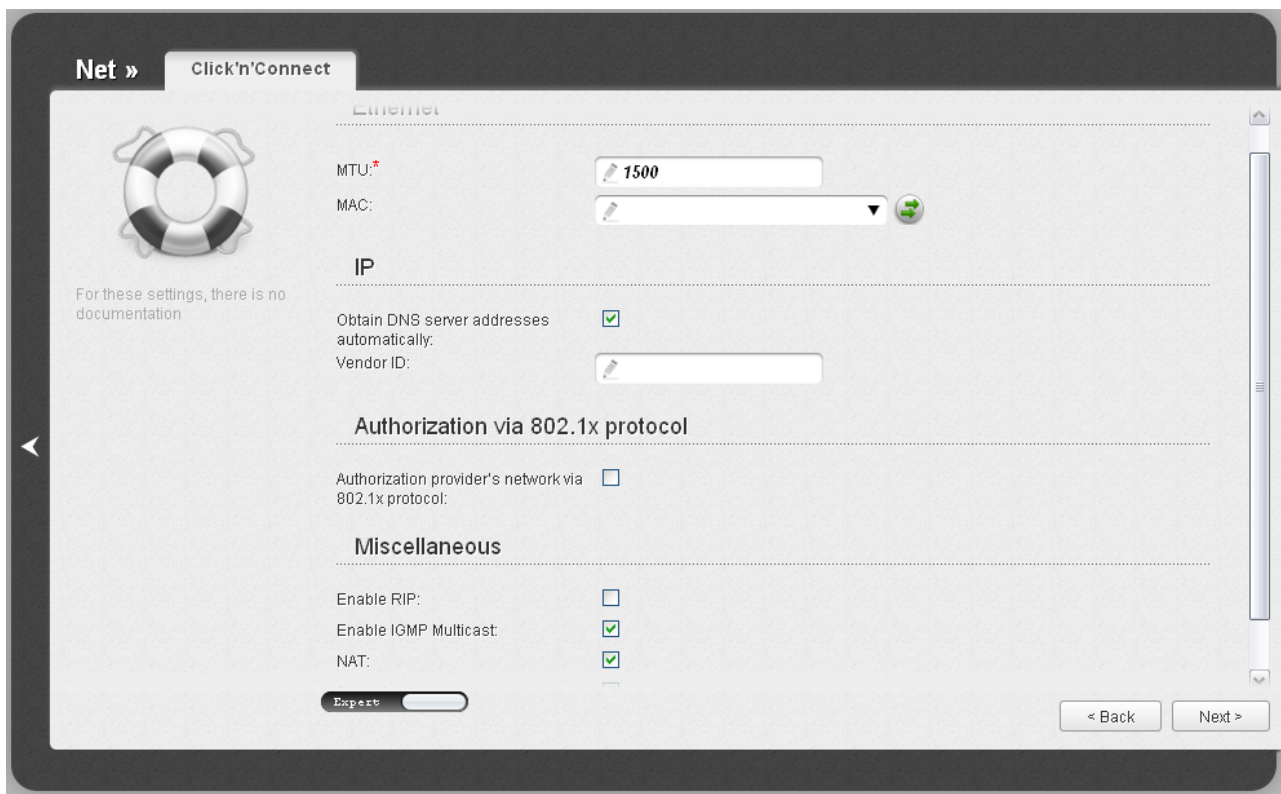 Net »
Click'n'Connect
Ethernet
MTU:*
1500
MAC:
IP
For these settings, there is no
documentation
Obtain DNS server addresses
automatically:
Vendor ID:
Authorization via 802.1x protocol
Authorization provider's network via
802.1x protocol:
Miscellaneous
Enable RIP:
Enable IGMP Multicast:
NAT:
Expert
< Back
Next >